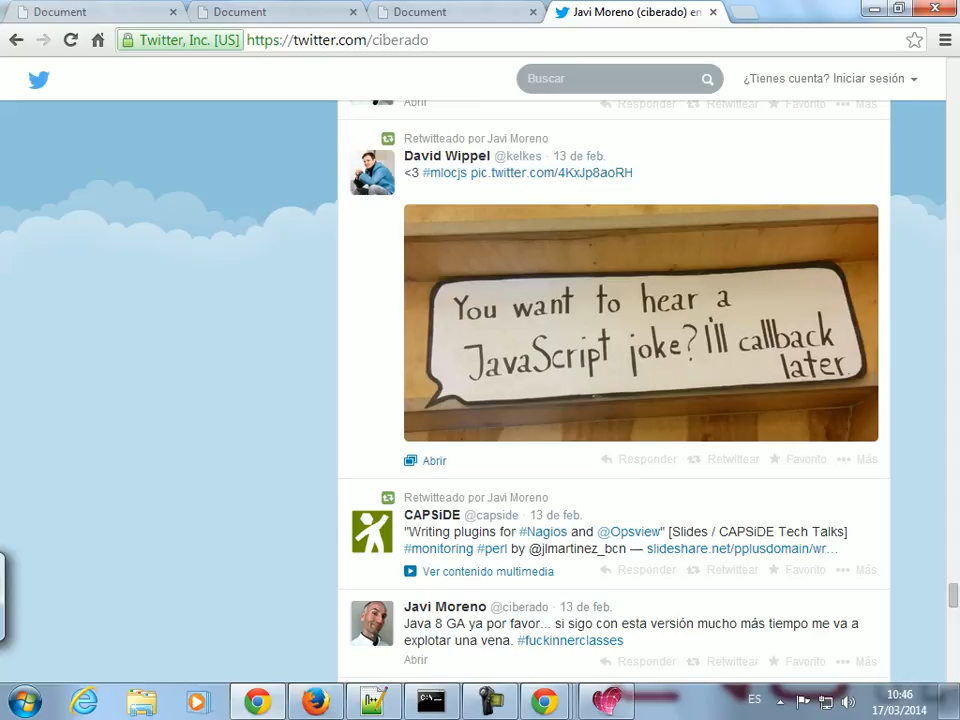 Document
Document
Document
Javi Moreno (ciberado) en
Twitter, Inc. [US] https://twitter.com/ciberado
Buscar
¿Tienes cuenta? Iniciar sesión
Abrir Responder Retwittear Favorito Más
Retwitteado por Javi Moreno
David Wippel @kelkes · 13 de feb.
<3 #mlocjs pic.twitter.com/4KxJp8aoRH
You want to hear a
JavaScript joke? I'll callback
later.
Abrir Responder Retwittear Favorito Más
Retwitteado por Javi Moreno
CAPSiDE @capside · 13 de feb.
"Writing plugins for #Nagios and @Opsview" [Slides / CAPSiDE Tech Talks]
#monitoring #perl by @jlmartinez_bcn — slideshare.net/pplusdomain/wr…
Ver contenido multimedia Responder Retwittear Favorito Más
Javi Moreno @ciberado · 13 de feb.
Java 8 GA ya por favor... si sigo con esta versión mucho más tiempo me va a
explotar una vena. #fuckinnerclasses
Abrir Responder Retwittear Favorito Más
ES
10:46
17/03/2014